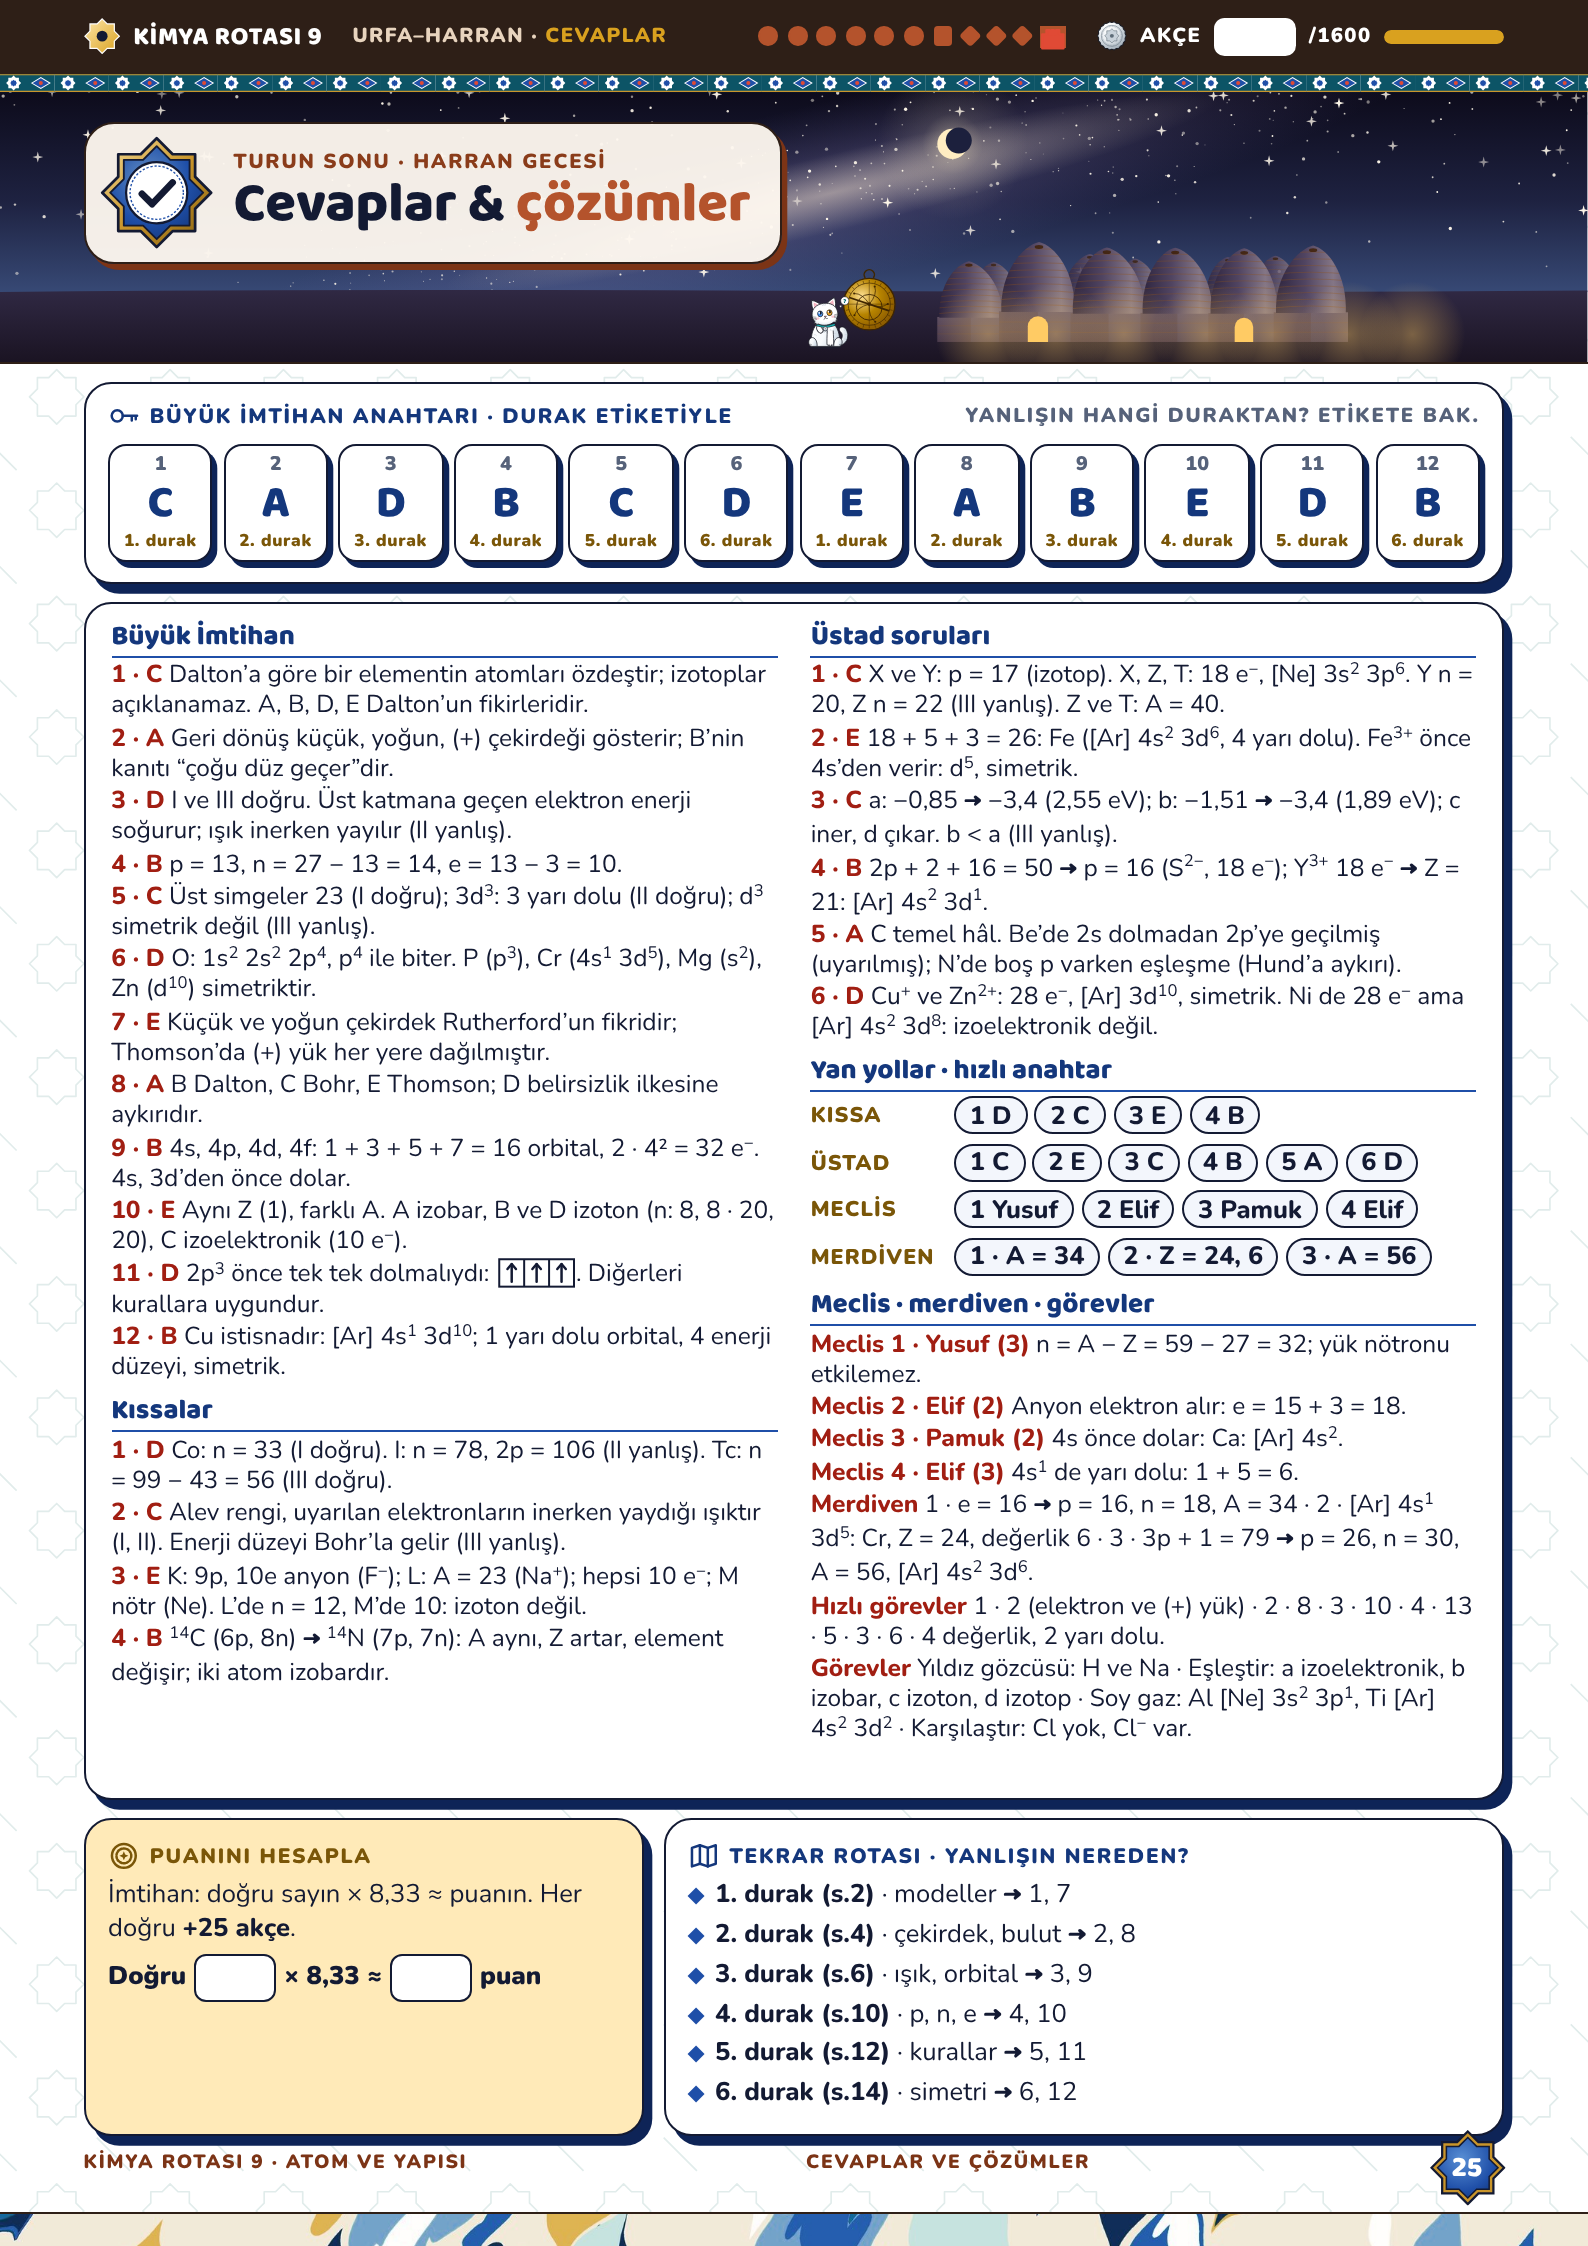 KİMYA ROTASI 9 URFA–HARRAN · CEVAPLAR AKÇE /1600
TURUN SONU · HARRAN GECESİ
Cevaplar & çözümler
BÜYÜK İMTİHAN ANAHTARI · DURAK ETİKETİYLE YANLIŞIN HANGİ DURAKTAN? ETİKETE BAK.
1 2 3 4 5 6 7 8 9 10 11 12
C A D B C D E A B E D B
1. durak 2. durak 3. durak 4. durak 5. durak 6. durak 1. durak 2. durak 3. durak 4. durak 5. durak 6. durak
Büyük İmtihan
1 · C Dalton’a göre bir elementin atomları özdeştir; izotoplar
açıklanamaz. A, B, D, E Dalton’un fikirleridir.
2 · A Geri dönüş küçük, yoğun, (+) çekirdeği gösterir; B’nin
kanıtı “çoğu düz geçer”dir.
3 · D I ve III doğru. Üst katmana geçen elektron enerji
soğurur; ışık inerken yayılır (II yanlış).
4 · B p = 13, n = 27 − 13 = 14, e = 13 − 3 = 10.
5 · C Üst simgeler 23 (I doğru); 3d³: 3 yarı dolu (II doğru); d³
simetrik değil (III yanlış).
6 · D O: 1s² 2s² 2p⁴, p⁴ ile biter. P (p³), Cr (4s¹ 3d⁵), Mg (s²),
Zn (d¹⁰) simetriktir.
7 · E Küçük ve yoğun çekirdek Rutherford’un fikridir;
Thomson’da (+) yük her yere dağılmıştır.
8 · A B Dalton, C Bohr, E Thomson; D belirsizlik ilkesine
aykırıdır.
9 · B 4s, 4p, 4d, 4f: 1 + 3 + 5 + 7 = 16 orbital, 2 · 4² = 32 e⁻.
4s, 3d’den önce dolar.
10 · E Aynı Z (1), farklı A. A izobar, B ve D izoton (n: 8, 8 · 20,
20), C izoelektronik (10 e⁻).
11 · D 2p³ önce tek tek dolmalıydı: ↑ ↑ ↑. Diğerleri
kurallara uygundur.
12 · B Cu istisnadır: [Ar] 4s¹ 3d¹⁰; 1 yarı dolu orbital, 4 enerji
düzeyi, simetrik.
Kıssalar
1 · D Co: n = 33 (I doğru). I: n = 78, 2p = 106 (II yanlış). Tc: n
= 99 − 43 = 56 (III doğru).
2 · C Alev rengi, uyarılan elektronların inerken yaydığı ışıktır
(I, II). Enerji düzeyi Bohr’la gelir (III yanlış).
3 · E K: 9p, 10e anyon (F⁻); L: A = 23 (Na⁺); hepsi 10 e⁻; M
nötr (Ne). L’de n = 12, M’de 10: izoton değil.
4 · B ¹⁴C (6p, 8n) ➜ ¹⁴N (7p, 7n): A aynı, Z artar, element
değişir; iki atom izobardır.
Üstad soruları
1 · C X ve Y: p = 17 (izotop). X, Z, T: 18 e⁻, [Ne] 3s² 3p⁶. Y n =
20, Z n = 22 (III yanlış). Z ve T: A = 40.
2 · E 18 + 5 + 3 = 26: Fe ([Ar] 4s² 3d⁶, 4 yarı dolu). Fe³⁺ önce
4s’den verir: d⁵, simetrik.
3 · C a: −0,85 ➜ −3,4 (2,55 eV); b: −1,51 ➜ −3,4 (1,89 eV); c
iner, d çıkar. b < a (III yanlış).
4 · B 2p + 2 + 16 = 50 ➜ p = 16 (S²⁻, 18 e⁻); Y³⁺ 18 e⁻ ➜ Z =
21: [Ar] 4s² 3d¹.
5 · A C temel hâl. Be’de 2s dolmadan 2p’ye geçilmiş
(uyarılmış); N’de boş p varken eşleşme (Hund’a aykırı).
6 · D Cu⁺ ve Zn²⁺: 28 e⁻, [Ar] 3d¹⁰, simetrik. Ni de 28 e⁻ ama
[Ar] 4s² 3d⁸: izoelektronik değil.
Yan yollar · hızlı anahtar
KISSA 1 D 2 C 3 E 4 B
ÜSTAD 1 C 2 E 3 C 4 B 5 A 6 D
MECLİS 1 Yusuf 2 Elif 3 Pamuk 4 Elif
MERDİVEN 1 · A = 34 2 · Z = 24, 6 3 · A = 56
Meclis · merdiven · görevler
Meclis 1 · Yusuf (3) n = A − Z = 59 − 27 = 32; yük nötronu
etkilemez.
Meclis 2 · Elif (2) Anyon elektron alır: e = 15 + 3 = 18.
Meclis 3 · Pamuk (2) 4s önce dolar: Ca: [Ar] 4s².
Meclis 4 · Elif (3) 4s¹ de yarı dolu: 1 + 5 = 6.
Merdiven 1 · e = 16 ➜ p = 16, n = 18, A = 34 · 2 · [Ar] 4s¹
3d⁵: Cr, Z = 24, değerlik 6 · 3 · 3p + 1 = 79 ➜ p = 26, n = 30,
A = 56, [Ar] 4s² 3d⁶.
Hızlı görevler 1 · 2 (elektron ve (+) yük) · 2 · 8 · 3 · 10 · 4 · 13
· 5 · 3 · 6 · 4 değerlik, 2 yarı dolu.
Görevler Yıldız gözcüsü: H ve Na · Eşleştir: a izoelektronik, b
izobar, c izoton, d izotop · Soy gaz: Al [Ne] 3s² 3p¹, Ti [Ar]
4s² 3d² · Karşılaştır: Cl yok, Cl⁻ var.
PUANINI HESAPLA
İmtihan: doğru sayın × 8,33 ≈ puanın. Her
doğru +25 akçe.
Doğru × 8,33 ≈ puan
TEKRAR ROTASI · YANLIŞIN NEREDEN?
◆ 1. durak (s.2) · modeller ➜ 1, 7
◆ 2. durak (s.4) · çekirdek, bulut ➜ 2, 8
◆ 3. durak (s.6) · ışık, orbital ➜ 3, 9
◆ 4. durak (s.10) · p, n, e ➜ 4, 10
◆ 5. durak (s.12) · kurallar ➜ 5, 11
◆ 6. durak (s.14) · simetri ➜ 6, 12
KİMYA ROTASI 9 · ATOM VE YAPISI CEVAPLAR VE ÇÖZÜMLER 25